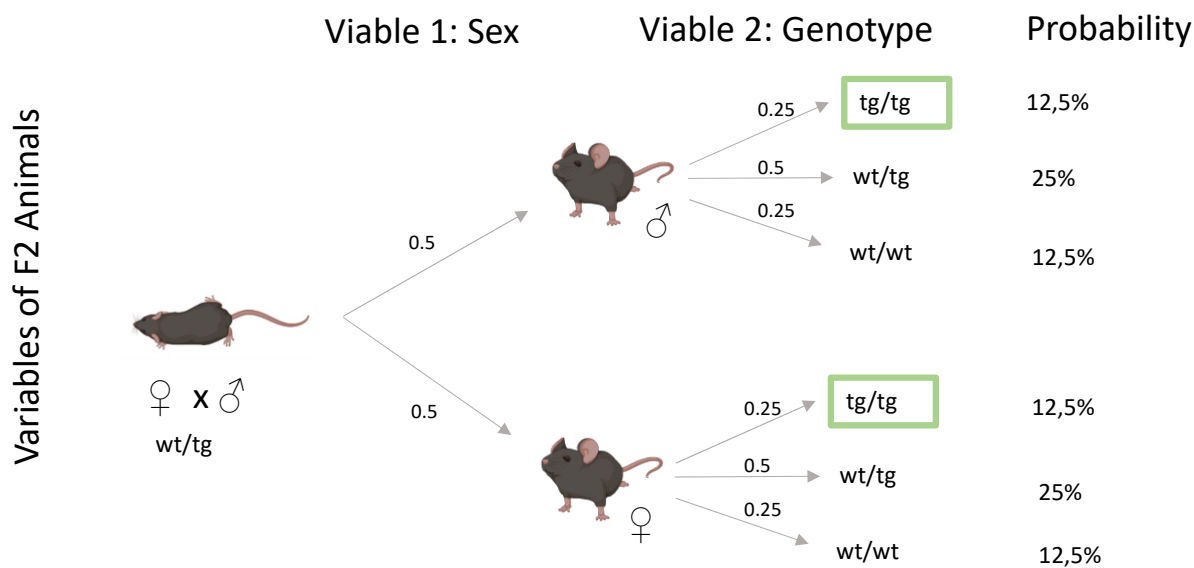 Viable 1: Sex
Viable 2: Genotype
Probability
Variables of F2 Animals
♀ x ♂
wt/tg
0.5
0.5
♂
0.25
tg/tg
12,5%
0.5
wt/tg
25%
0.25
wt/wt
12,5%
♀
0.25
tg/tg
12,5%
0.5
wt/tg
25%
0.25
wt/wt
12,5%